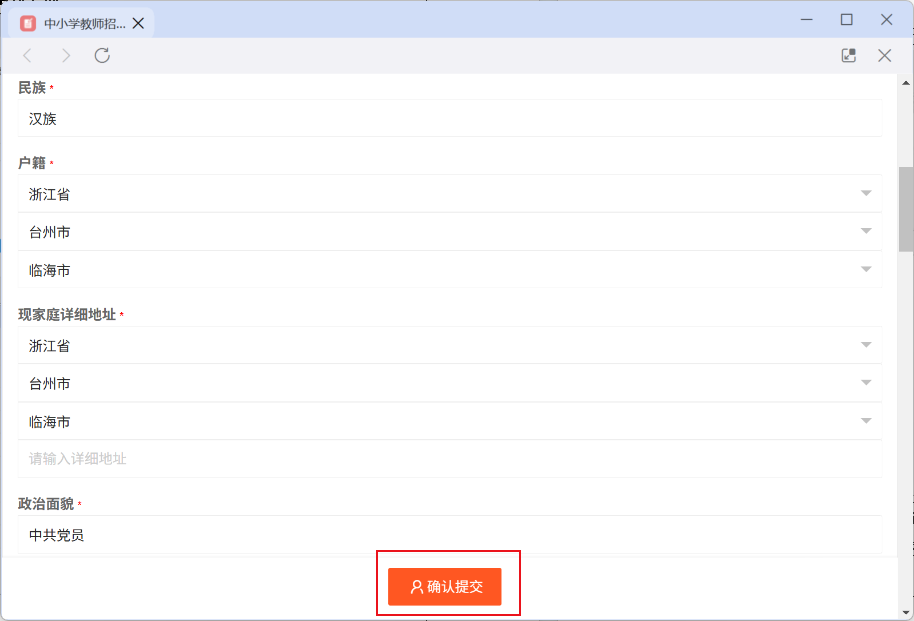 中小学教师招...
民族 *
汉族
户籍 *
浙江省
台州市
临海市
现家庭详细地址 *
浙江省
台州市
临海市
请输入详细地址
政治面貌 *
中共党员
确认提交